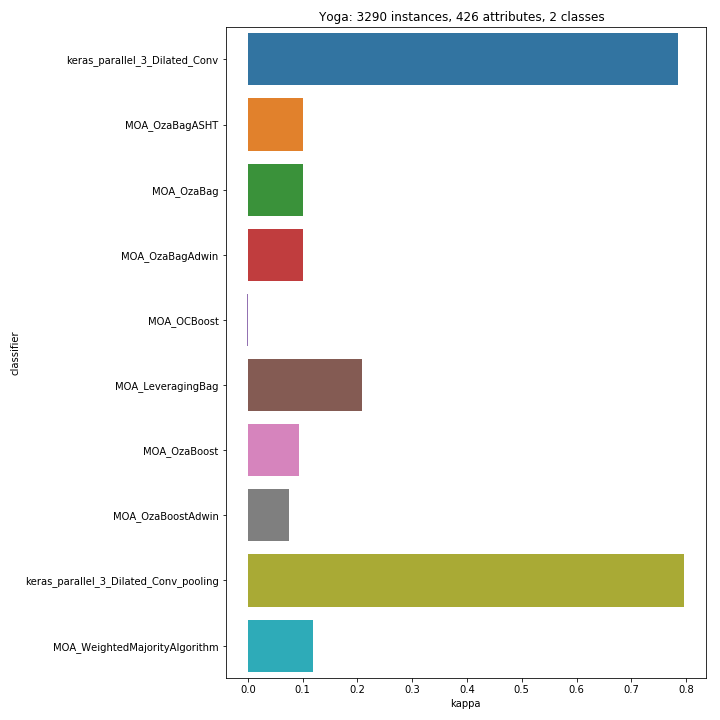 Yoga: 3290 instances, 426 attributes, 2 classes
keras_parallel_3_Dilated_Conv
MOA_OzaBagASHT
MOA_OzaBag
MOA_OzaBagAdwin
MOA_OCBoost
classifier
MOA_LeveragingBag
MOA_OzaBoost
MOA_OzaBoostAdwin
keras_parallel_3_Dilated_Conv_pooling
MOA_WeightedMajorityAlgorithm
0.0 0.1 0.2 0.3 0.4 0.5 0.6 0.7 0.8
kappa